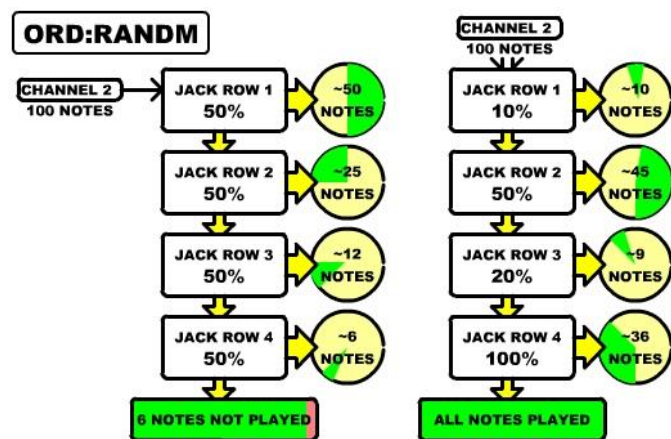 ORD:RANDM
CHANNEL 2
100 NOTES
JACK ROW 1
50%
~50
NOTES
JACK ROW 2
50%
~25
NOTES
JACK ROW 3
50%
~12
NOTES
JACK ROW 4
50%
~6
NOTES
6 NOTES NOT PLAYED
CHANNEL 2
100 NOTES
JACK ROW 1
10%
~10
NOTES
JACK ROW 2
50%
~45
NOTES
JACK ROW 3
20%
~9
NOTES
JACK ROW 4
100%
~36
NOTES
ALL NOTES PLAYED